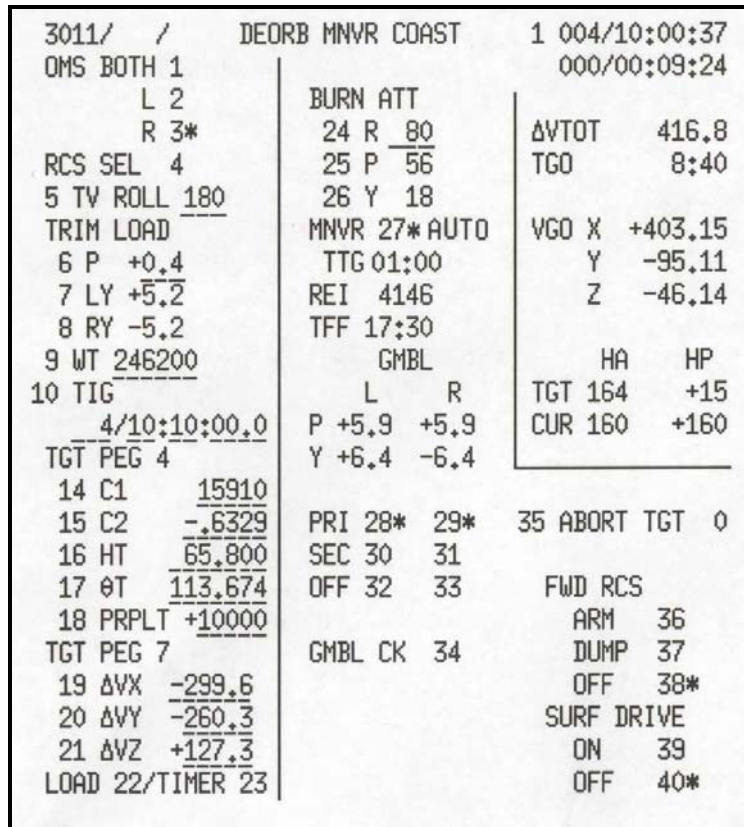 3011/ / DEORB MNVR COAST 1 004/10:00:37
000/00:09:24
OMS BOTH 1
L 2
R 3*
RCS SEL 4
5 TV ROLL 180
TRIM LOAD
6 P +0.4
7 LY +5.2
8 RY -5.2
9 WT 246200
10 TIG
4/10:10:00.0
TGT PEG 4
14 C1 15910
15 C2 -.6329
16 HT 65.800
17 θT 113.674
18 PRPLT +10000
TGT PEG 7
19 ΔVX -299.6
20 ΔVY -260.3
21 ΔVZ +127.3
LOAD 22/TIMER 23
BURN ATT
24 R 80
25 P 56
26 Y 18
MNVR 27* AUTO
TTG 01:00
REI 4146
TFF 17:30
GMBL
L R
P +5.9 +5.9
Y +6.4 -6.4
PRI 28* 29*
SEC 30 31
OFF 32 33
GMBL CK 34
ΔVTOT 416.8
TGO 8:40
VGO X +403.15
Y -95.11
Z -46.14
HA HP
TGT 164 +15
CUR 160 +160
35 ABORT TGT 0
FWD RCS
ARM 36
DUMP 37
OFF 38*
SURF DRIVE
ON 39
OFF 40*